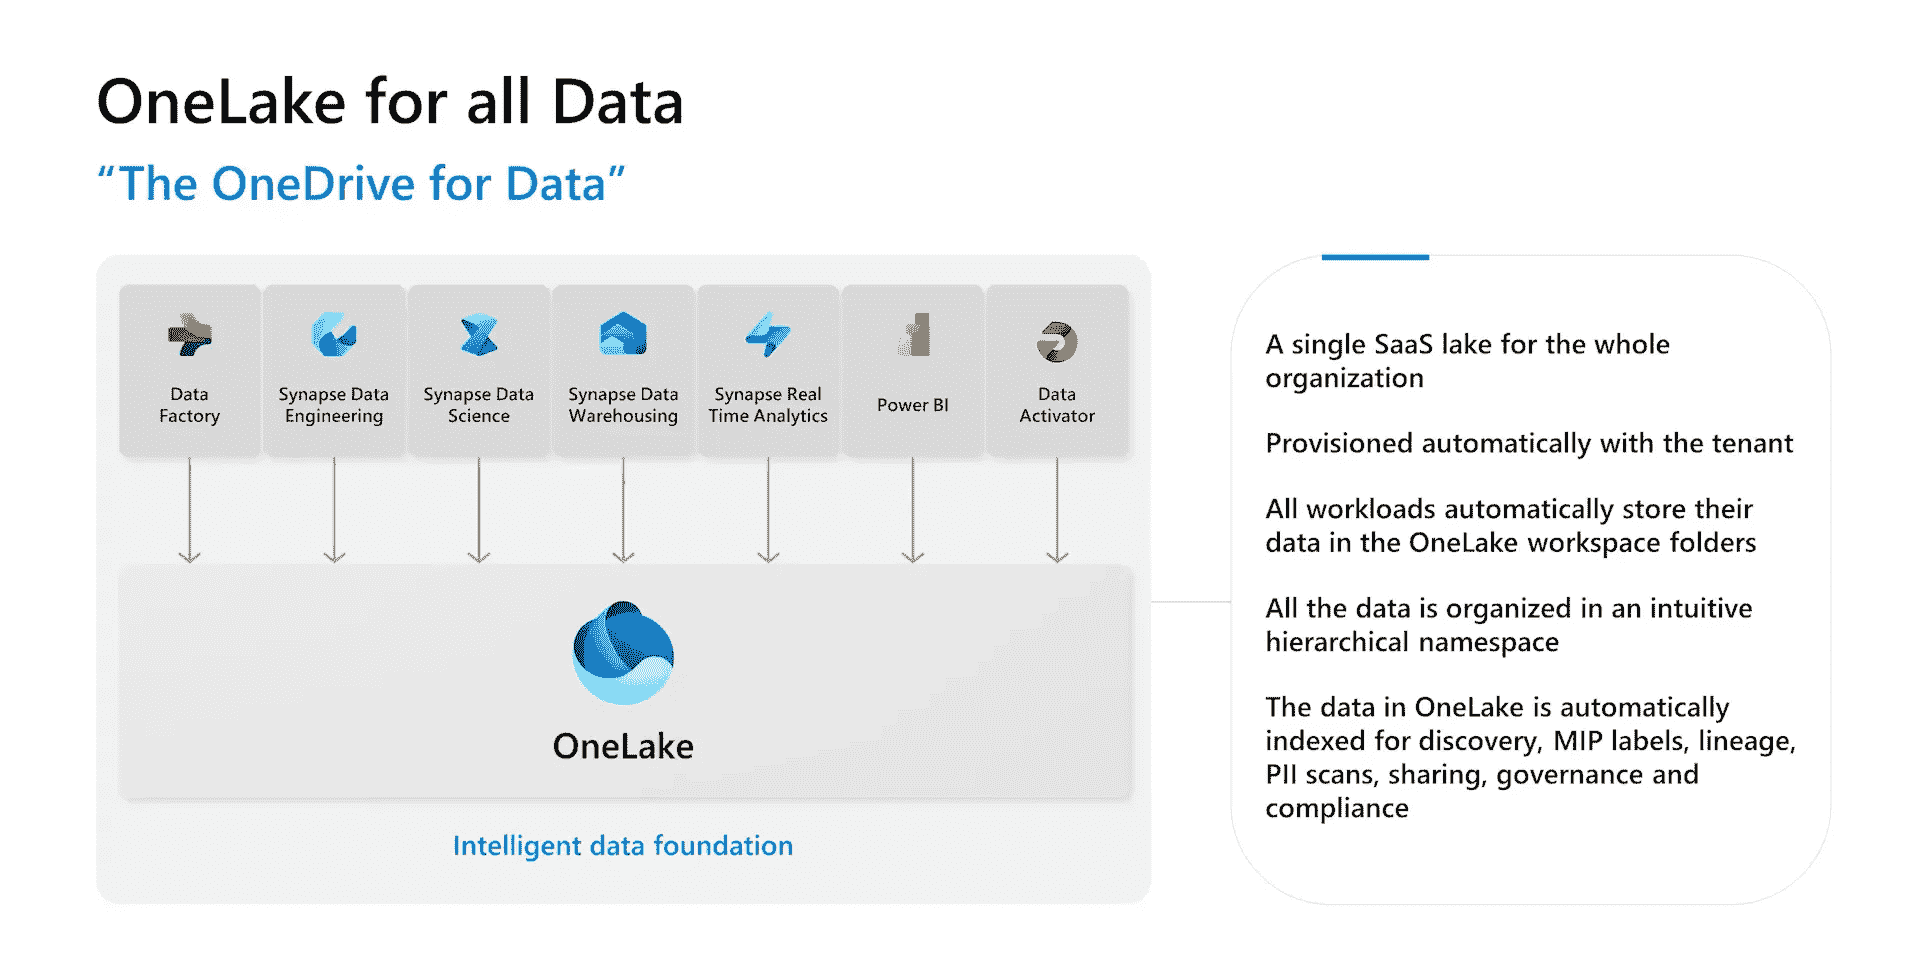 OneLake for all Data
“The OneDrive for Data”
Data
Factory
Synapse Data
Engineering
Synapse Data
Science
Synapse Data
Warehousing
Synapse Real
Time Analytics
Power BI
Data
Activator
OneLake
Intelligent data foundation
A single SaaS lake for the whole
organization
Provisioned automatically with the tenant
All workloads automatically store their
data in the OneLake workspace folders
All the data is organized in an intuitive
hierarchical namespace
The data in OneLake is automatically
indexed for discovery, MIP labels, lineage,
PII scans, sharing, governance and
compliance